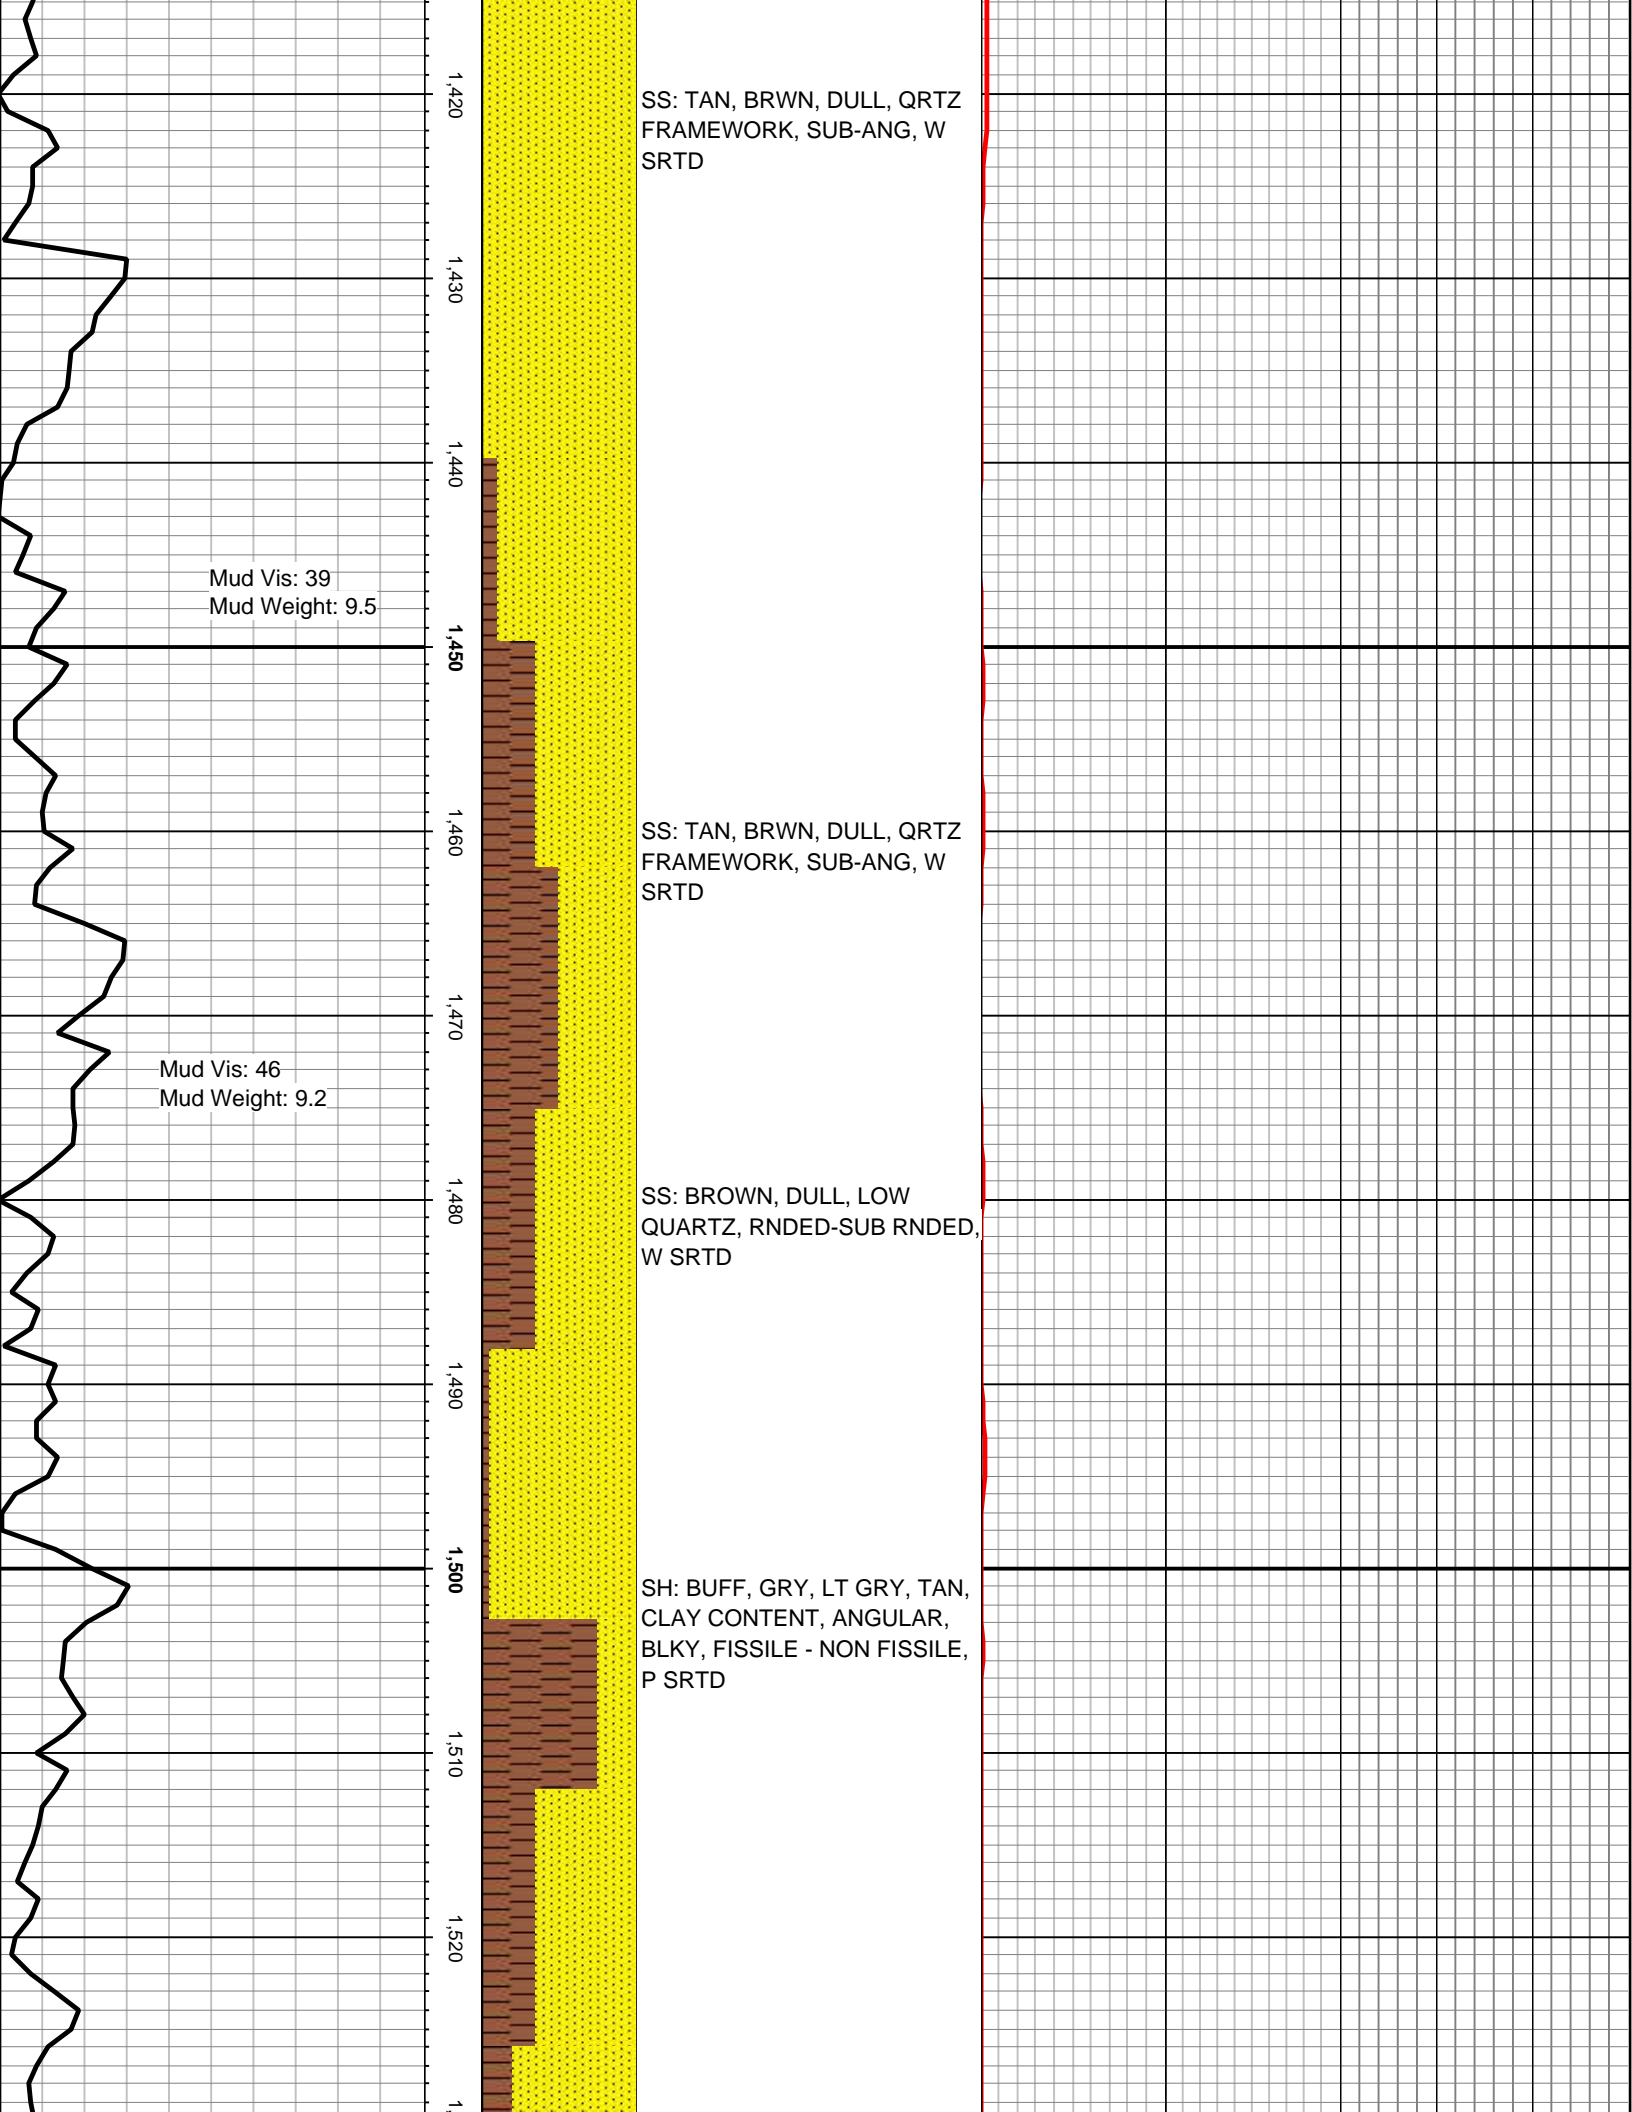 1,420
SS: TAN, BRWN, DULL, QRTZ
FRAMEWORK, SUB-ANG, W
SRTD
1,430
1,440
Mud Vis: 39
Mud Weight: 9.5
1,450
1,460
SS: TAN, BRWN, DULL, QRTZ
FRAMEWORK, SUB-ANG, W
SRTD
1,470
Mud Vis: 46
Mud Weight: 9.2
1,480
SS: BROWN, DULL, LOW
QUARTZ, RNDED-SUB RNDED,
W SRTD
1,490
1,500
SH: BUFF, GRY, LT GRY, TAN,
CLAY CONTENT, ANGULAR,
BLKY, FISSILE - NON FISSILE,
P SRTD
1,510
1,520